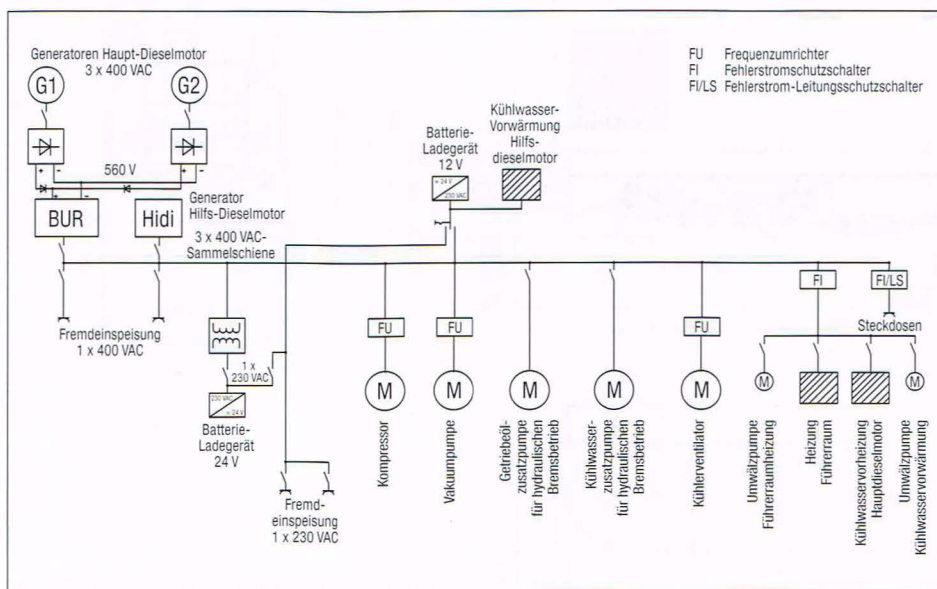 Generatoren Haupt-Dieselmotor
3 x 400 VAC
G1
G2
560 V
+
-
+
-
+
-
BUR
Hidi
Generator
Hilfs-Dieselmotor
3 x 400 VAC-
Sammelschiene
Fremdeinspeisung
1 x 400 VAC
1 x
230 VAC
230 VAC
= 24 V
Batterie-
Ladegerät
24 V
Fremd-
einspeisung
1 x 230 VAC
Batterie-
Ladegerät
12 V
= 24 V
230 VAC
Kühlwasser-
Vorwärmung
Hilfs-
dieselmotor
FU Frequenzumrichter
FI Fehlerstromschutzschalter
FI/LS Fehlerstrom-Leitungsschutzschalter
FU
FU
FU
FI
FI/LS
Steckdosen
M
M
M
M
M
M
M
Kompressor
Vakuumpumpe
Getriebeöl-
zusatzpumpe
für hydraulischen
Bremsbetrieb
Kühlwasser-
zusatzpumpe
für hydraulischen
Bremsbetrieb
Kühlerventilator
Umwälzpumpe
Führerraumheizung
Heizung
Führerraum
Kühlwasservorheizung
Hauptdieselmotor
Umwälzpumpe
Kühlwasservorwärmung